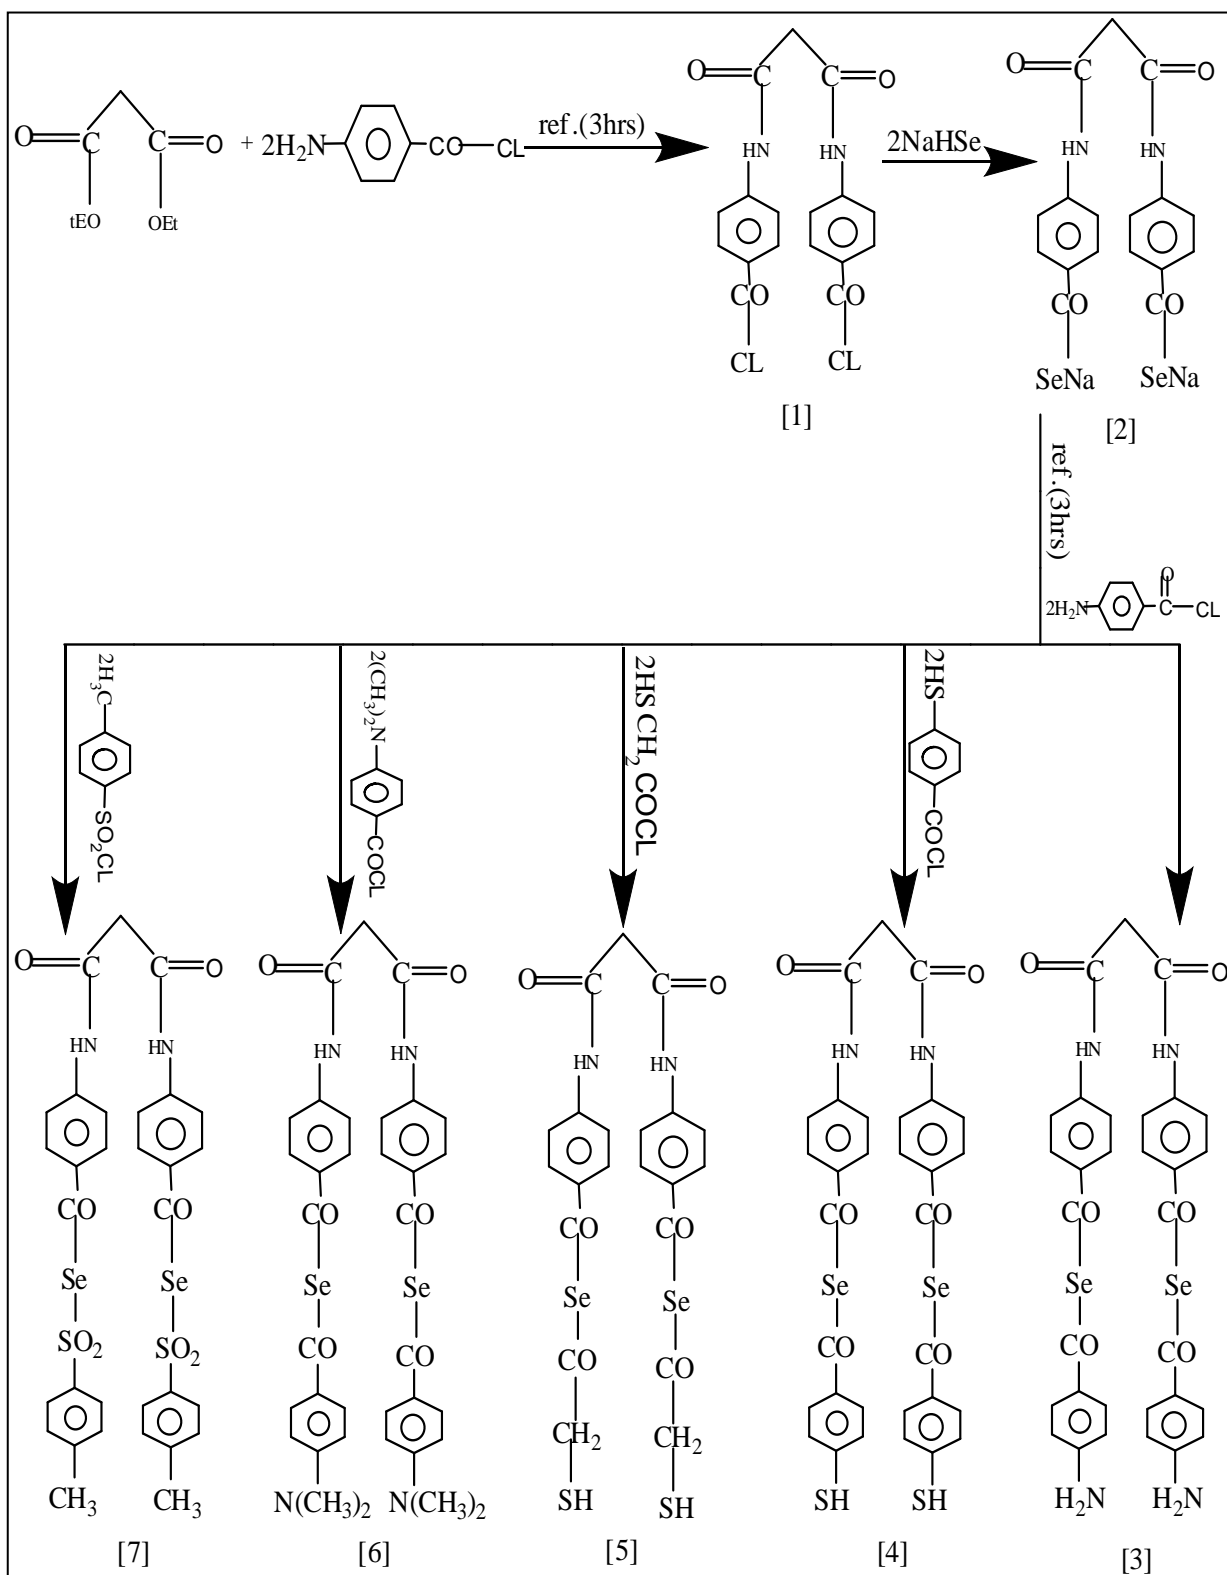 O=C C=O
tEO OEt
+ 2H2N CO CL
ref.(3hrs)
O C C O
HN HN
CO CO
CL CL
[1]
2NaHSe
O C C O
HN HN
CO CO
SeNa SeNa
[2]
ref.(3hrs)
2H2N C O CL
2H3C SO2CL
2(CH3)2N COCL
2HSCH2COCL
2HS COCL
O C C O
HN HN
CO CO
Se Se
SO2 SO2
CH3 CH3
[7]
O C C O
HN HN
CO CO
Se Se
CO CO
N(CH3)2 N(CH3)2
[6]
O C C O
HN HN
CO CO
Se Se
CO CO
CH2 CH2
SH SH
[5]
O C C O
HN HN
CO CO
Se Se
CO CO
SH SH
[4]
O C C O
HN HN
CO CO
Se Se
CO CO
H2N H2N
[3]